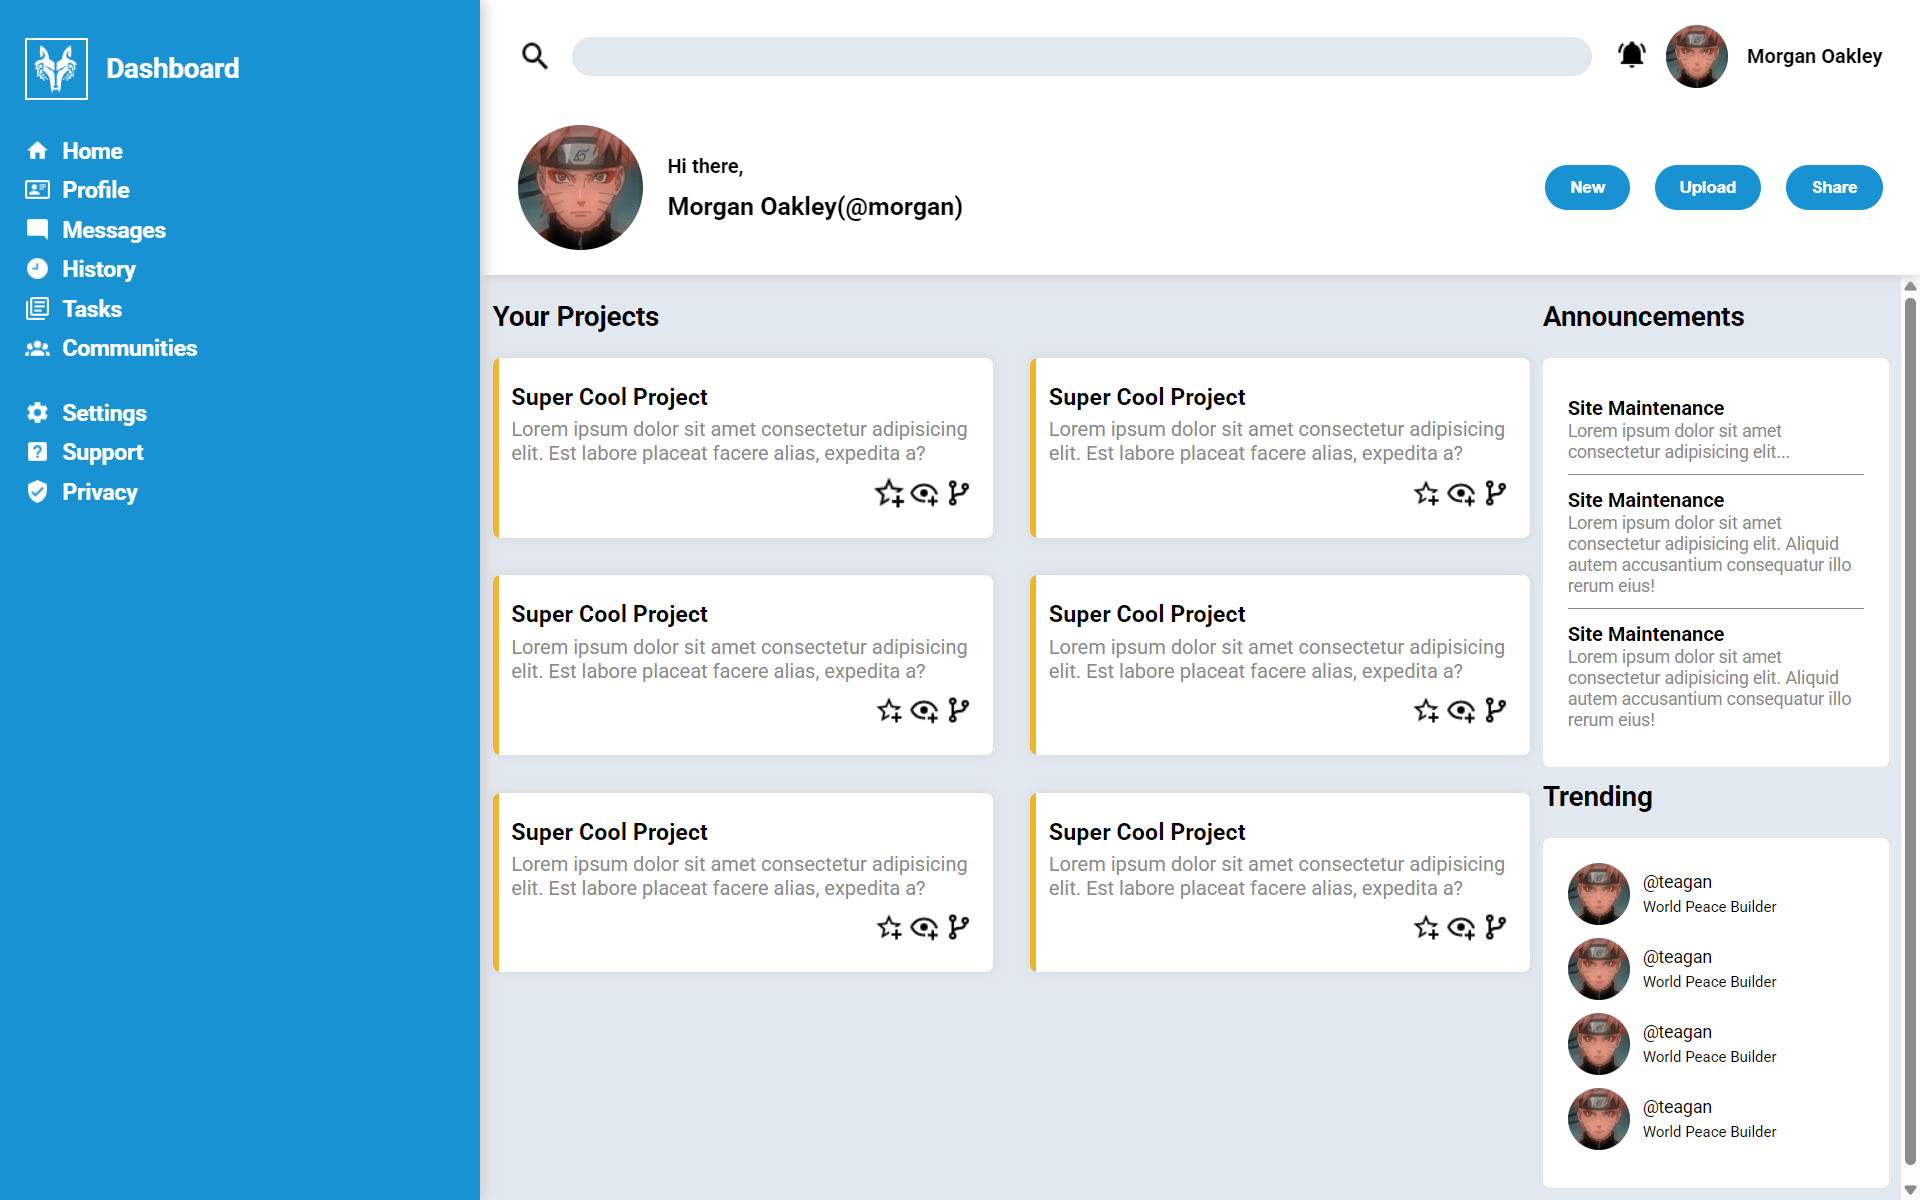 Dashboard
Home
Profile
Messages
History
Tasks
Communities
Settings
Support
Privacy
Morgan Oakley
Hi there,
Morgan Oakley(@morgan)
New
Upload
Share
Your Projects
Super Cool Project
Lorem ipsum dolor sit amet consectetur adipisicing
elit. Est labore placeat facere alias, expedita a?
Super Cool Project
Lorem ipsum dolor sit amet consectetur adipisicing
elit. Est labore placeat facere alias, expedita a?
Super Cool Project
Lorem ipsum dolor sit amet consectetur adipisicing
elit. Est labore placeat facere alias, expedita a?
Super Cool Project
Lorem ipsum dolor sit amet consectetur adipisicing
elit. Est labore placeat facere alias, expedita a?
Super Cool Project
Lorem ipsum dolor sit amet consectetur adipisicing
elit. Est labore placeat facere alias, expedita a?
Super Cool Project
Lorem ipsum dolor sit amet consectetur adipisicing
elit. Est labore placeat facere alias, expedita a?
Announcements
Site Maintenance
Lorem ipsum dolor sit amet
consectetur adipisicing elit...
Site Maintenance
Lorem ipsum dolor sit amet
consectetur adipisicing elit. Aliquid
autem accusantium consequatur illo
rerum eius!
Site Maintenance
Lorem ipsum dolor sit amet
consectetur adipisicing elit. Aliquid
autem accusantium consequatur illo
rerum eius!
Trending
@teagan
World Peace Builder
@teagan
World Peace Builder
@teagan
World Peace Builder
@teagan
World Peace Builder